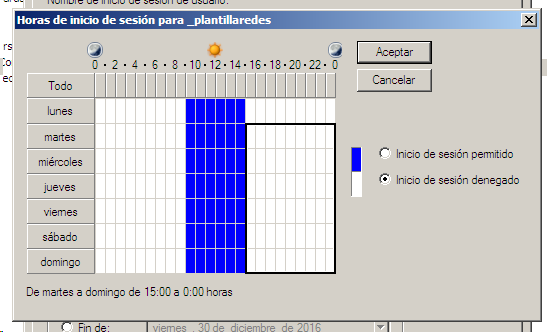 Nombre de inicio de sesión de usuario:
Horas de inicio de sesión para _plantillaredes
0 · 2 · 4 · 6 · 8 · 10 · 12 · 14 · 16 · 18 · 20 · 22 · 0
Aceptar
Cancelar
Todo
lunes
martes
miércoles
jueves
viernes
sábado
domingo
Inicio de sesión permitido
Inicio de sesión denegado
De martes a domingo de 15:00 a 0:00 horas
Fin de:
viernes , 30 de diciembre de 2016